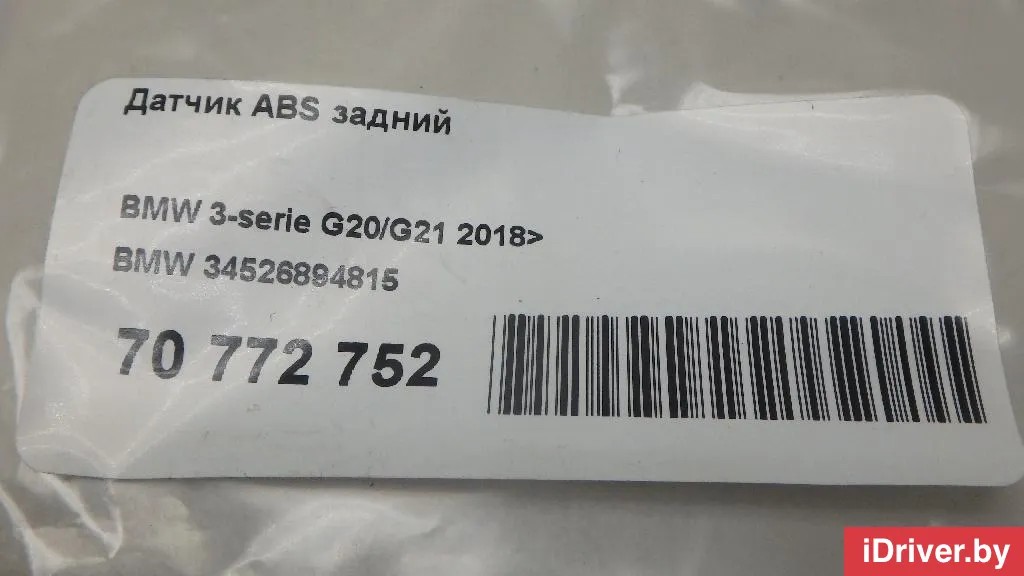 Датчик ABS задний
BMW 3-serie G20/G21 2018>
BMW 34526894815
70 772 752
iDriver.by